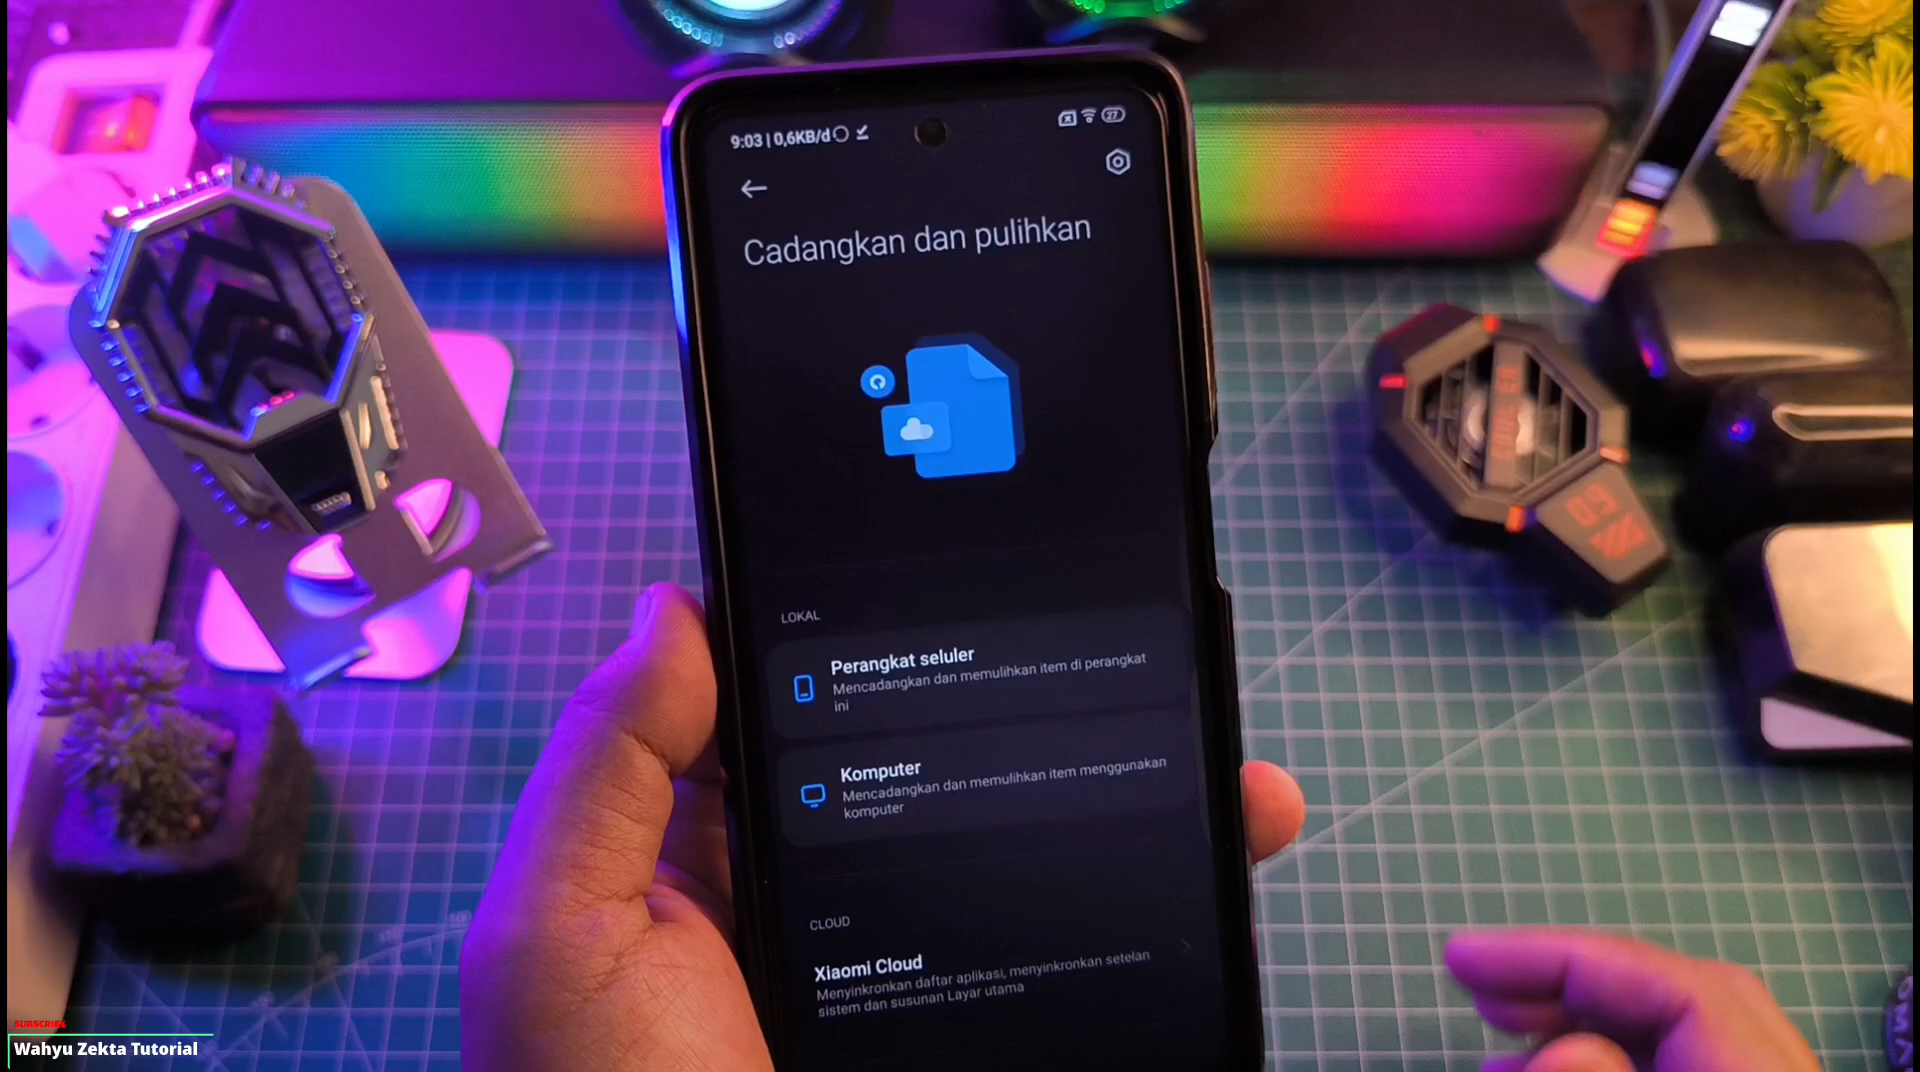 9:03 | 0,6KB/d
27
Cadangkan dan pulihkan
LOKAL
Perangkat seluler
Mencadangkan dan memulihkan item di perangkat
ini
Komputer
Mencadangkan dan memulihkan item menggunakan
komputer
CLOUD
Xiaomi Cloud
Menyinkronkan daftar aplikasi, menyinkronkan setelan
sistem dan susunan Layar utama
SUBSCRIBE
Wahyu Zekta Tutorial